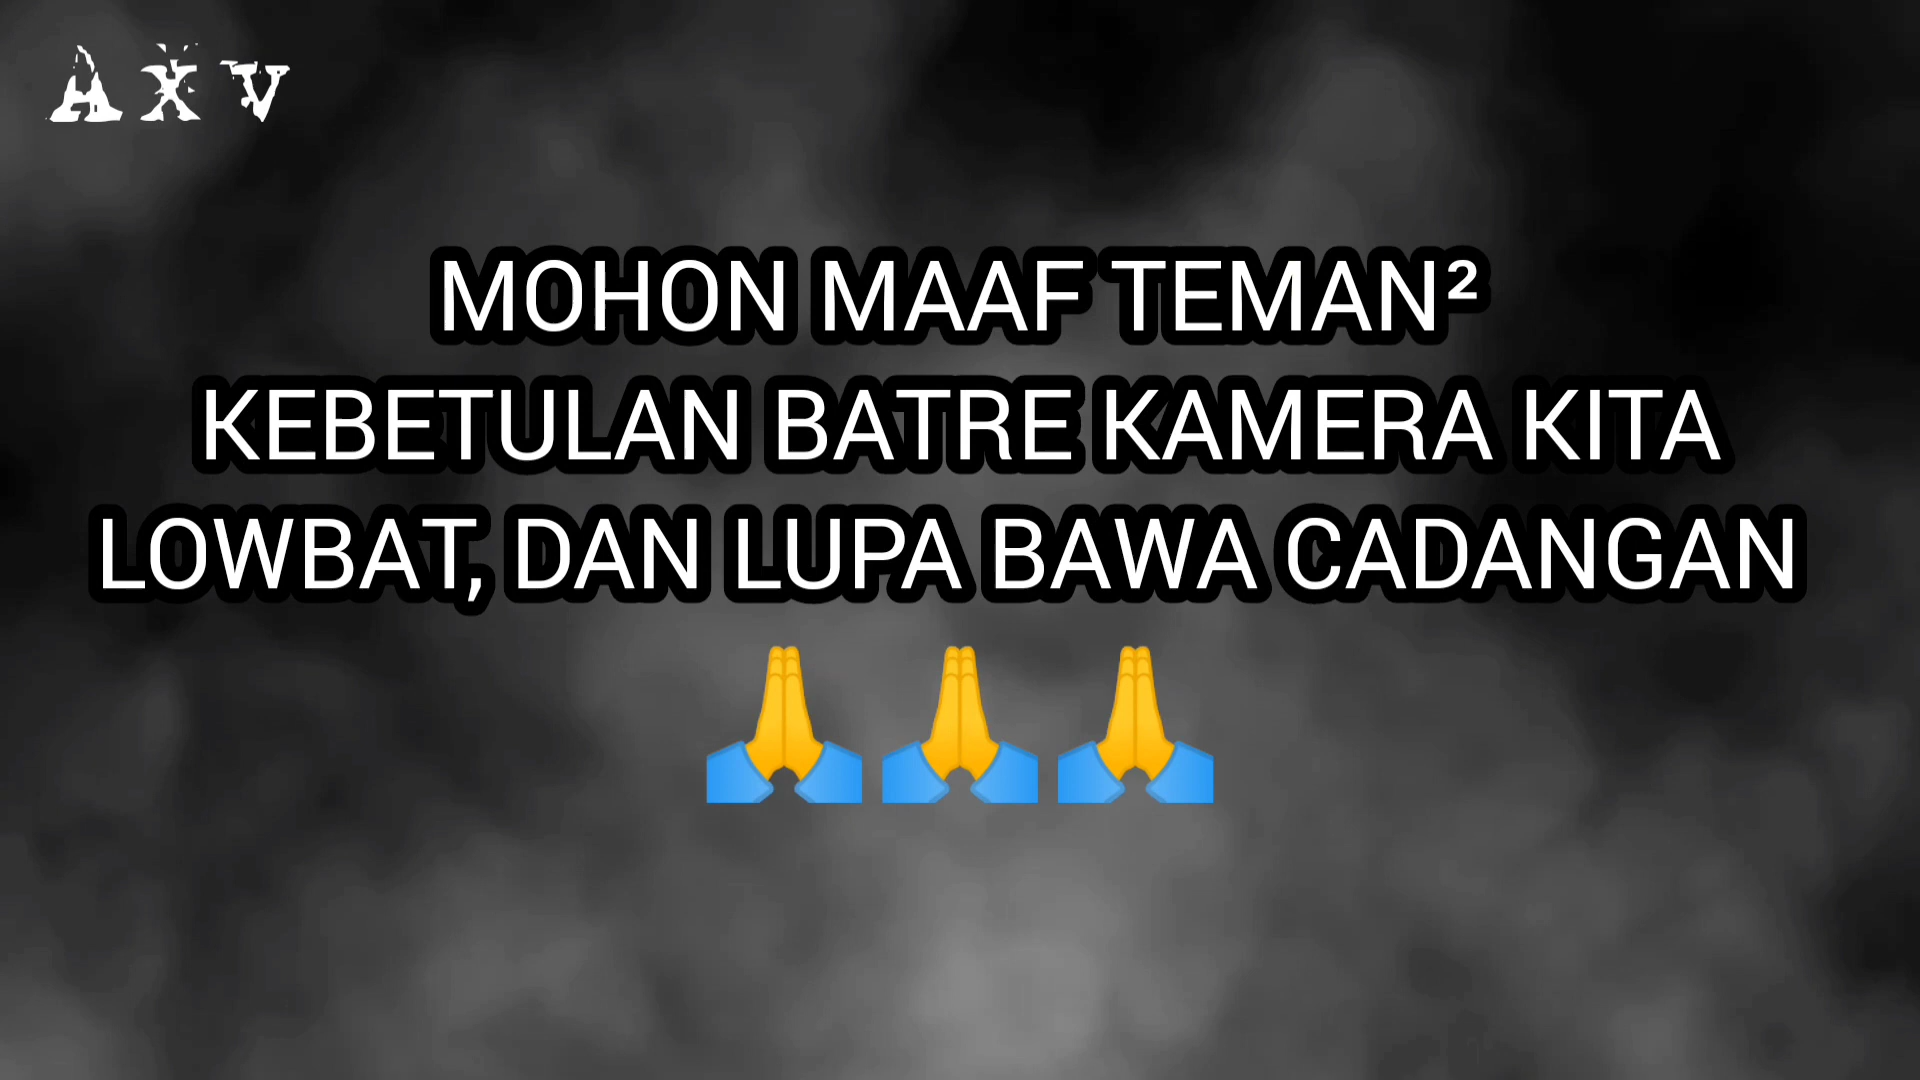 AXV
MOHON MAAF TEMAN²
KEBETULAN BATRE KAMERA KITA
LOWBAT, DAN LUPA BAWA CADANGAN
🙏🙏🙏